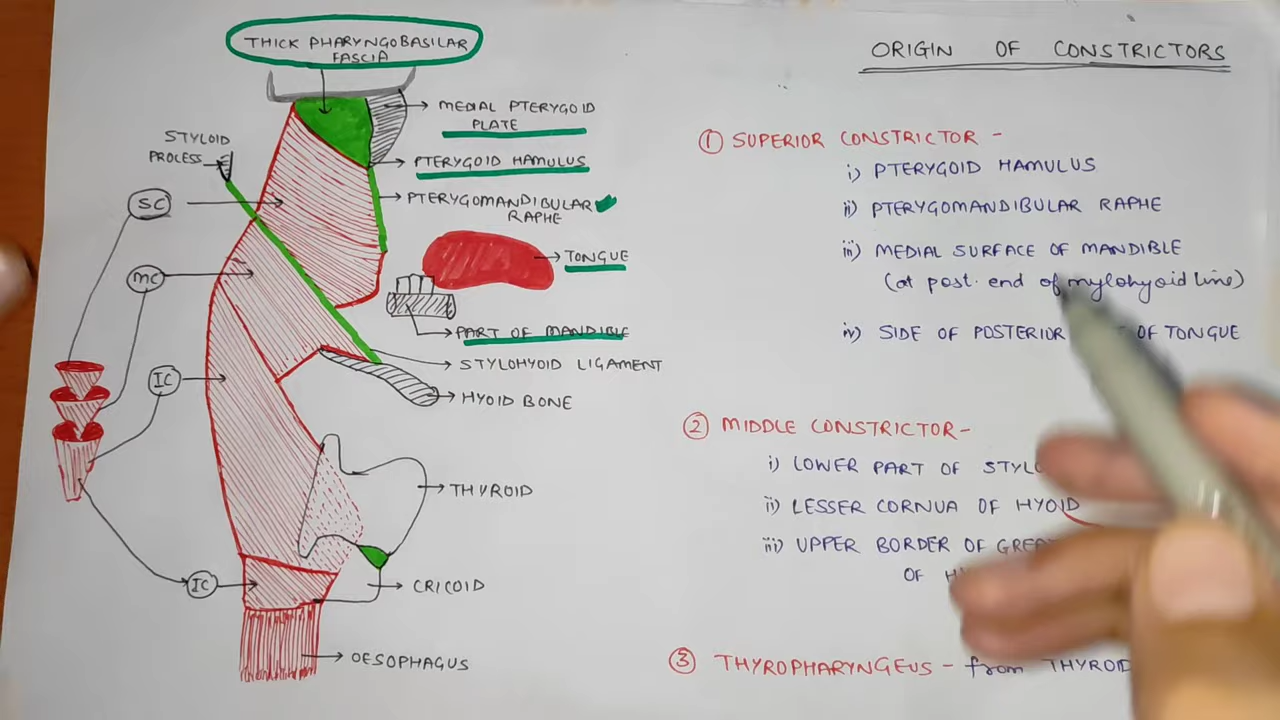 THICK PHARYNGOBASILAR
FASCIA
MEDIAL PTERYGOID
PLATE
STYLOID
PROCESS
PTERYGOID HAMULUS
PTERYGOMANDIBULAR
RAPHE
SC
TONGUE
MC
PART OF MANDIBLE
STYLOHYOID LIGAMENT
IC
HYOID BONE
THYROID
IC
CRICOID
OESOPHAGUS
ORIGIN OF CONSTRICTORS
① SUPERIOR CONSTRICTOR -
i) PTERYGOID HAMULUS
ii) PTERYGOMANDIBULAR RAPHE
iii) MEDIAL SURFACE OF MANDIBLE
(at post. end of mylohyoid line)
iv) SIDE OF POSTERIOR OF TONGUE
② MIDDLE CONSTRICTOR-
i) LOWER PART OF
ii) LESSER CORNUA OF HYOID
iii) UPPER BORDER OF
OF
③ THYROPHARYNGEUS - from